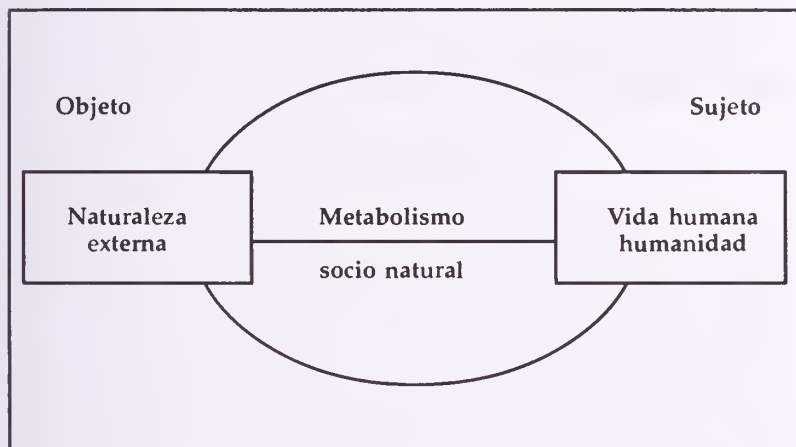 Objeto
Sujeto
Naturaleza
externa
Metabolismo
socio natural
Vida humana
humanidad